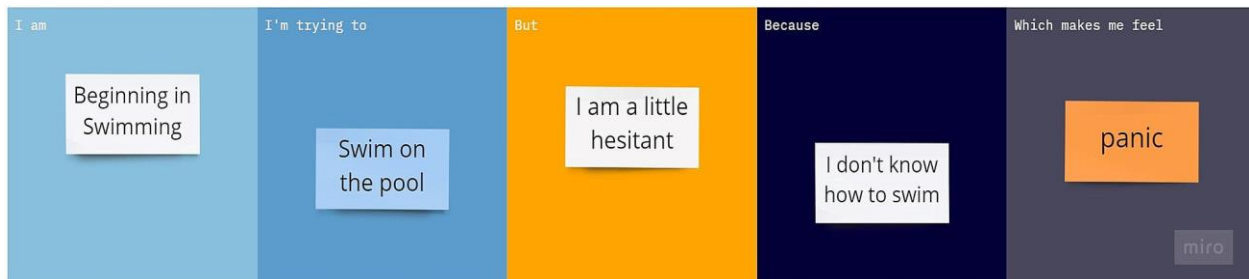 I am
Beginning in
Swimming
I'm trying to
Swim on
the pool
But
I am a little
hesitant
Because
I don't know
how to swim
Which makes me feel
panic
miro